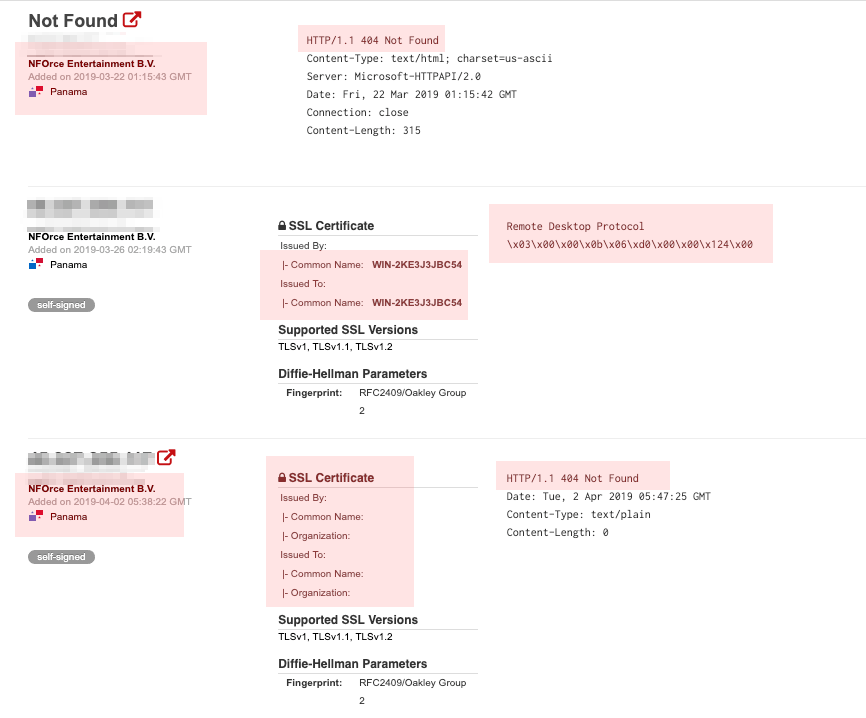 Not Found
NFOrce Entertainment B.V.
Added on 2019-03-22 01:15:43 GMT
Panama
HTTP/1.1 404 Not Found
Content-Type: text/html; charset=us-ascii
Server: Microsoft-HTTPAPI/2.0
Date: Fri, 22 Mar 2019 01:15:42 GMT
Connection: close
Content-Length: 315
NFOrce Entertainment B.V.
Added on 2019-03-26 02:19:43 GMT
Panama
self-signed
SSL Certificate
Issued By:
|- Common Name: WIN-2KE3J3JBC54
Issued To:
|- Common Name: WIN-2KE3J3JBC54
Supported SSL Versions
TLSv1, TLSv1.1, TLSv1.2
Diffie-Hellman Parameters
Fingerprint: RFC2409/Oakley Group
2
Remote Desktop Protocol
\x03\x00\x00\x0b\x06\xd0\x00\x00\x124\x00
NFOrce Entertainment B.V.
Added on 2019-04-02 05:38:22 GMT
Panama
self-signed
SSL Certificate
Issued By:
|- Common Name:
|- Organization:
Issued To:
|- Common Name:
|- Organization:
Supported SSL Versions
TLSv1, TLSv1.1, TLSv1.2
Diffie-Hellman Parameters
Fingerprint: RFC2409/Oakley Group
2
HTTP/1.1 404 Not Found
Date: Tue, 2 Apr 2019 05:47:25 GMT
Content-Type: text/plain
Content-Length: 0